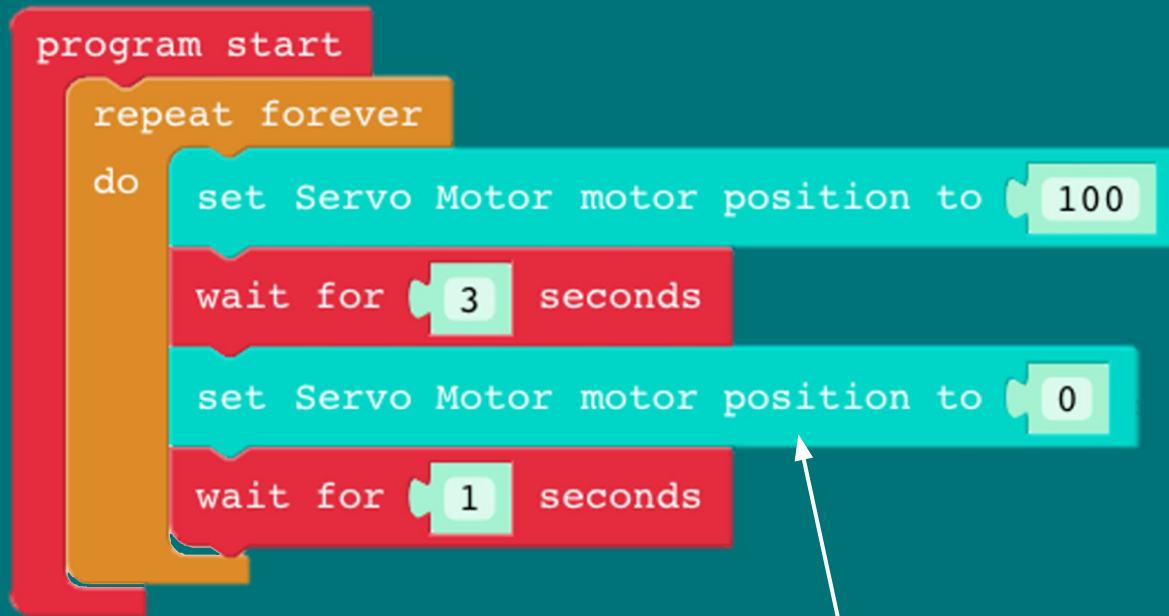 program start
repeat forever
do
set Servo Motor motor position to 100
wait for 3 seconds
set Servo Motor motor position to 0
wait for 1 seconds